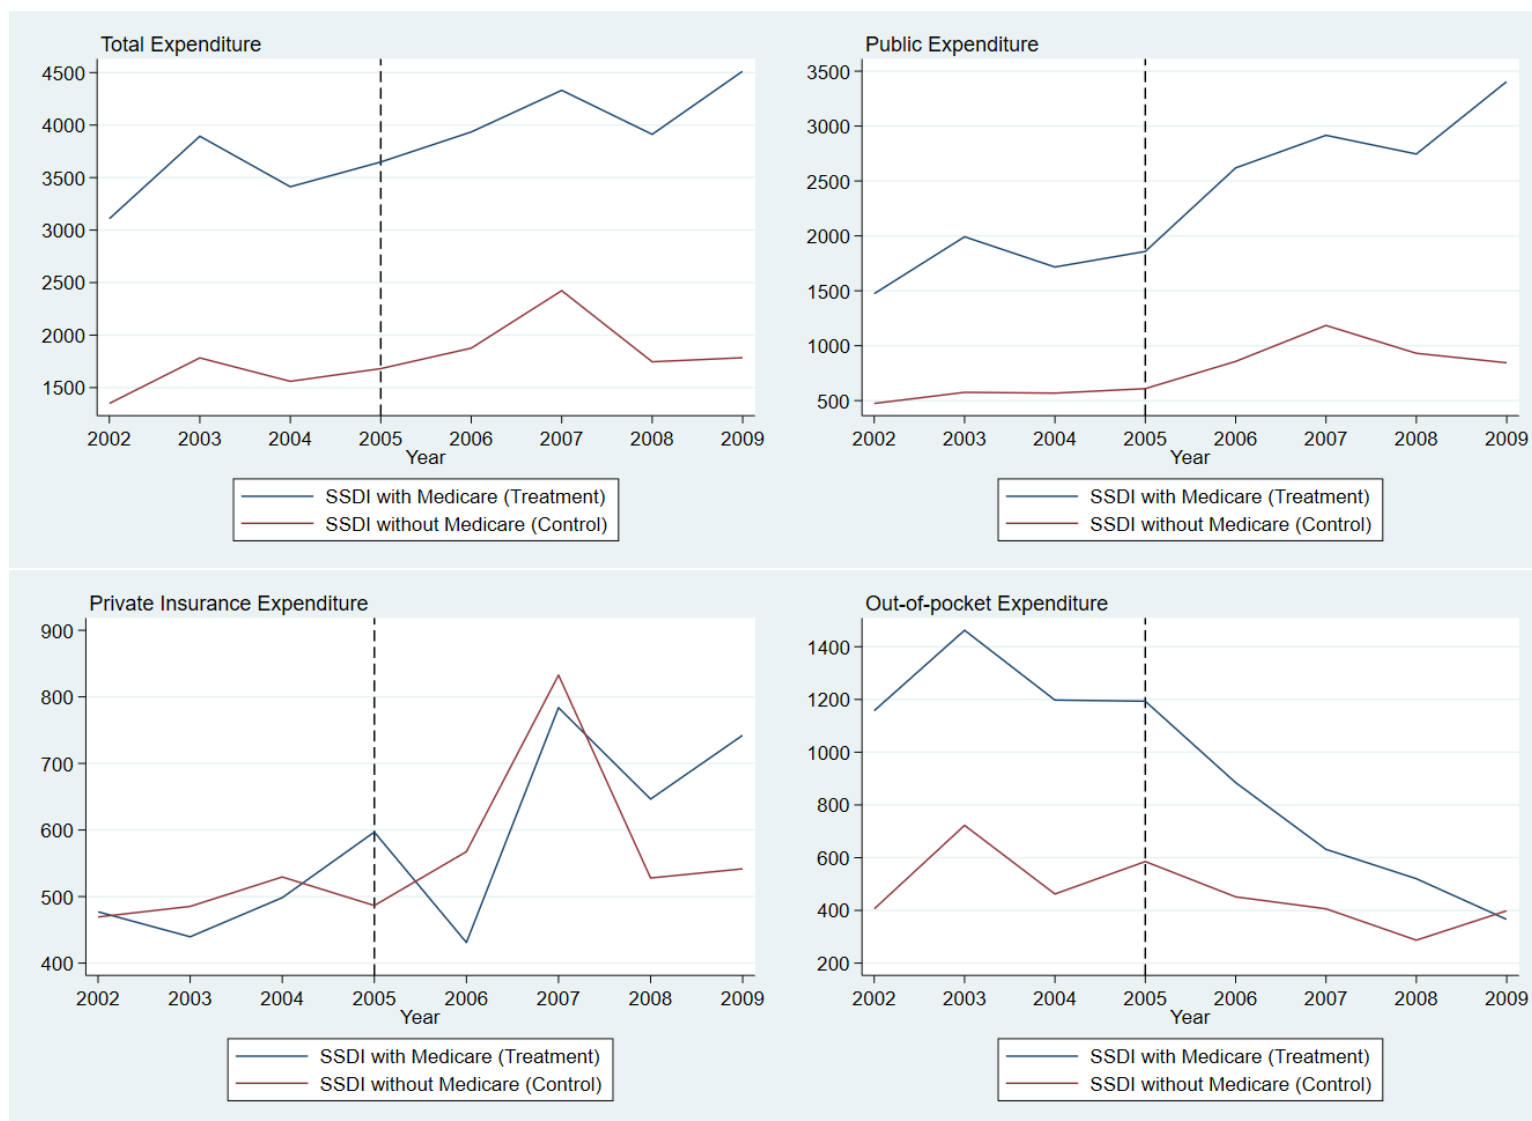 Total Expenditure
4500
4000
3500
3000
2500
2000
1500
2002 2003 2004 2005 2006 2007 2008 2009
Year
SSDI with Medicare (Treatment)
SSDI without Medicare (Control)
Public Expenditure
3500
3000
2500
2000
1500
1000
500
2002 2003 2004 2005 2006 2007 2008 2009
Year
SSDI with Medicare (Treatment)
SSDI without Medicare (Control)
Private Insurance Expenditure
900
800
700
600
500
400
2002 2003 2004 2005 2006 2007 2008 2009
Year
SSDI with Medicare (Treatment)
SSDI without Medicare (Control)
Out-of-pocket Expenditure
1400
1200
1000
800
600
400
200
2002 2003 2004 2005 2006 2007 2008 2009
Year
SSDI with Medicare (Treatment)
SSDI without Medicare (Control)